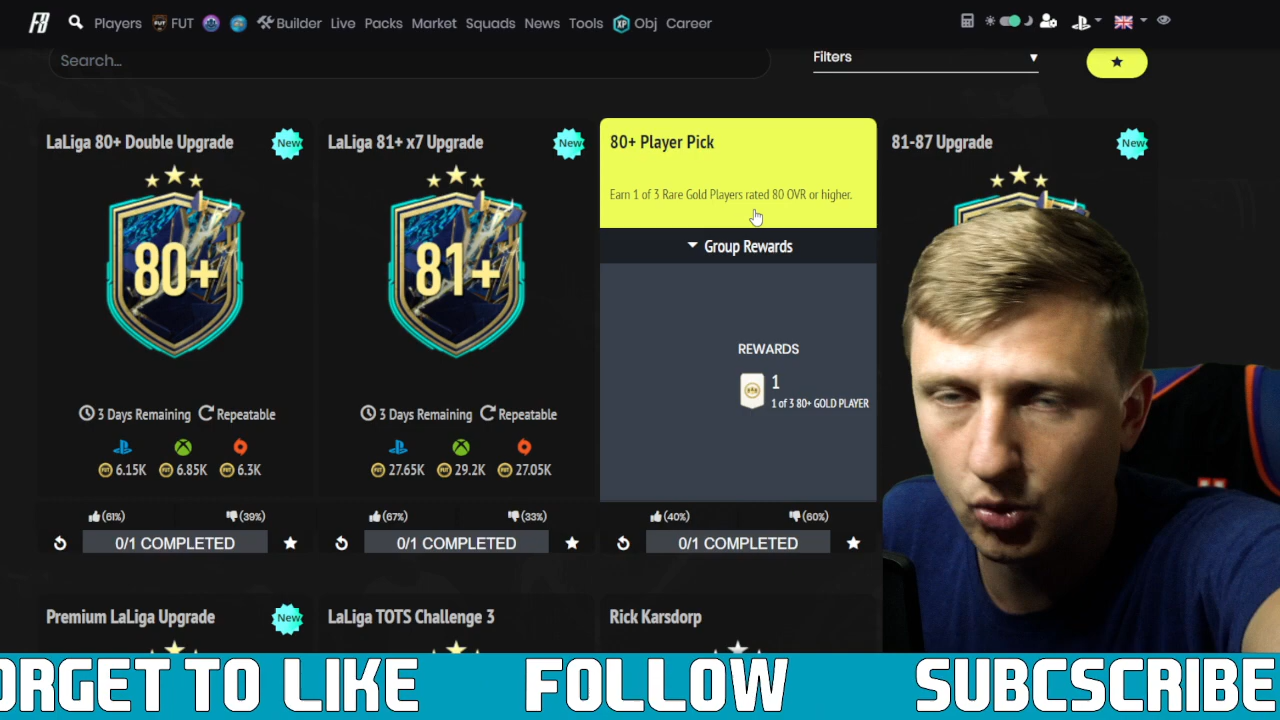 Players FUT Builder Live Packs Market Squads News Tools XP Obj Career
Search...
Filters
LaLiga 80+ Double Upgrade New
80+
3 Days Remaining Repeatable
6.15K 6.85K 6.3K
(61%) (39%)
0/1 COMPLETED
LaLiga 81+ x7 Upgrade New
81+
3 Days Remaining Repeatable
27.65K 29.2K 27.05K
(67%) (33%)
0/1 COMPLETED
80+ Player Pick
Earn 1 of 3 Rare Gold Players rated 80 OVR or higher.
Group Rewards
REWARDS
1
1 of 3 80+ GOLD PLAYER
(40%) (60%)
0/1 COMPLETED
81-87 Upgrade New
Premium LaLiga Upgrade New
LaLiga TOTS Challenge 3
Rick Karsdorp
ORGET TO LIKE FOLLOW SUBCSCRIBE